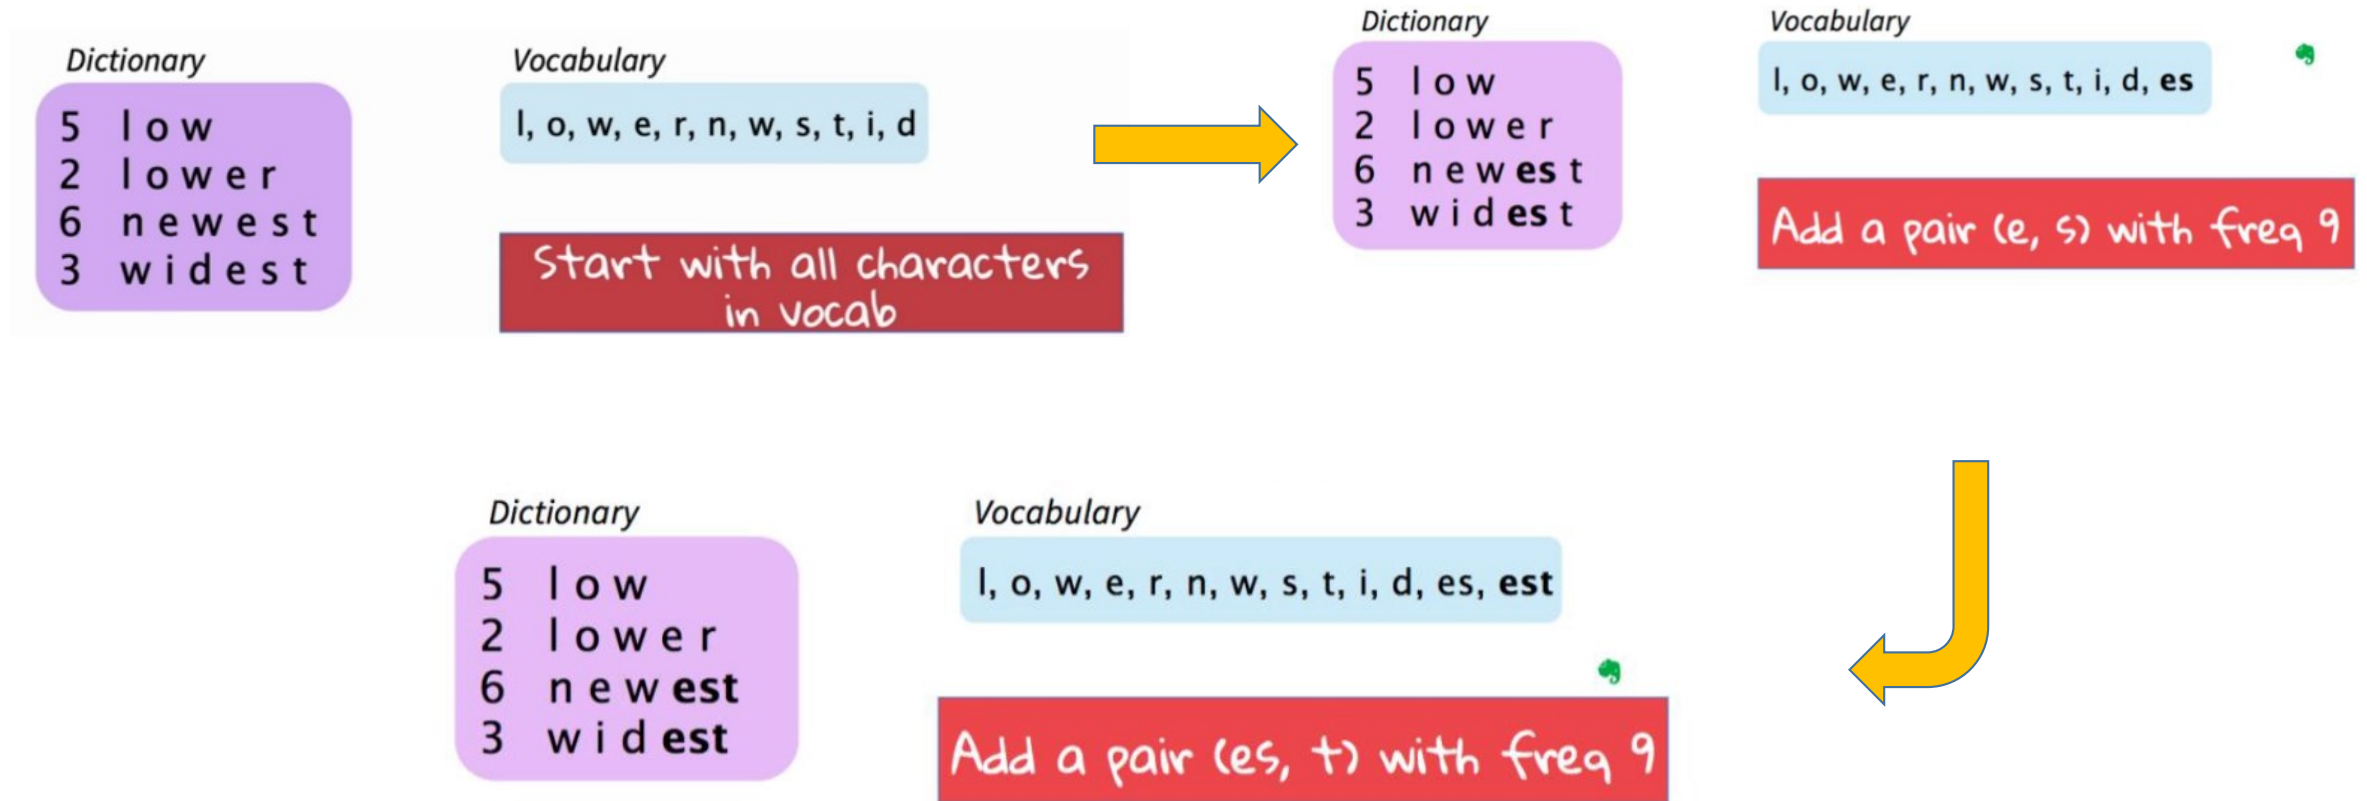 Dictionary
5 l o w
2 l o w e r
6 n e w e s t
3 w i d e s t
Vocabulary
l, o, w, e, r, n, w, s, t, i, d
Start with all characters
in vocab
Dictionary
5 l o w
2 l o w e r
6 n e w es t
3 w i d es t
Vocabulary
l, o, w, e, r, n, w, s, t, i, d, es
Add a pair (e, s) with freq 9
Dictionary
5 l o w
2 l o w e r
6 n e w est
3 w i d est
Vocabulary
l, o, w, e, r, n, w, s, t, i, d, es, est
Add a pair (es, t) with freq 9